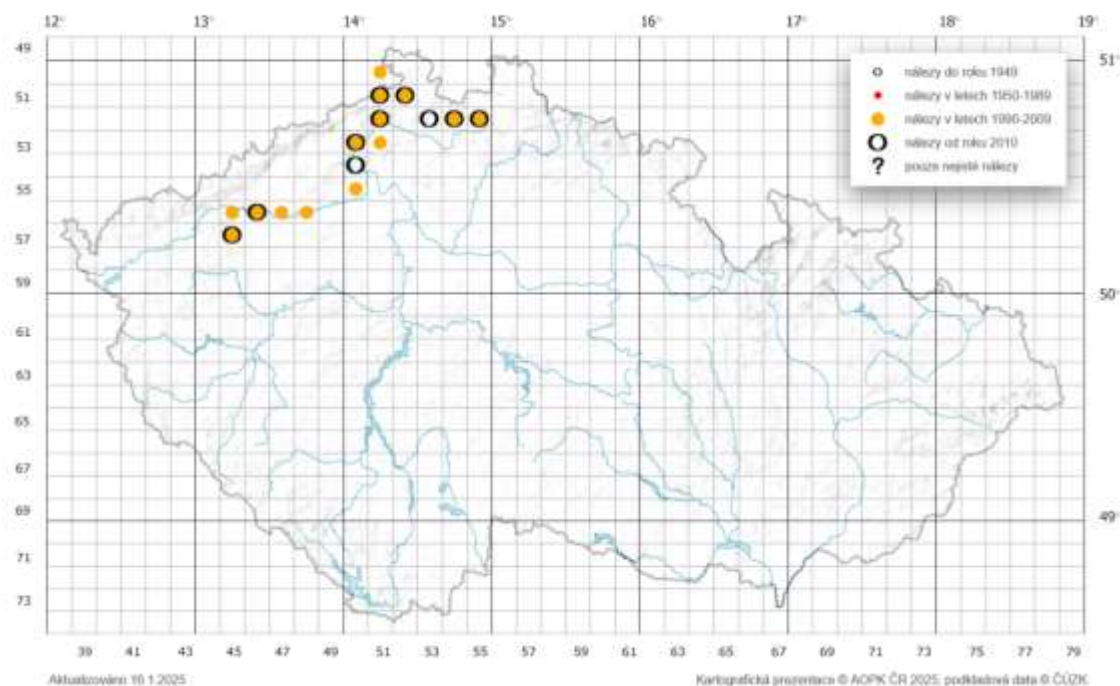 12° 13° 14° 15° 16° 17° 18° 19°
49
51
53
55
57
59
61
63
65
67
69
71
73
51°
50°
49°
nálezy do roku 1949
nálezy v letech 1950-1989
nálezy v letech 1990-2009
nálezy od roku 2010
? pouze nejisté nálezy
39 41 45 47 49 51 53 55 57 59 61 63 65 67 69 71 73 75 77 79
Aktualizováno 16.1.2025
Kartografická prezentace © AOPK ČR 2025, podkladová data © ČÚZK